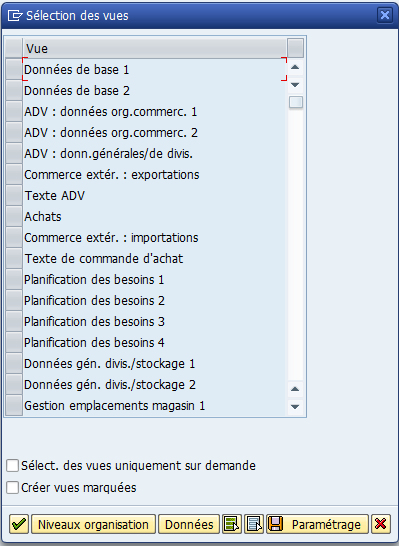 Sélection des vues
Vue
Données de base 1
Données de base 2
ADV : données org.commerc. 1
ADV : données org.commerc. 2
ADV : donn.générales/de divis.
Commerce extér. : exportations
Texte ADV
Achats
Commerce extér. : importations
Texte de commande d'achat
Planification des besoins 1
Planification des besoins 2
Planification des besoins 3
Planification des besoins 4
Données gén. divis./stockage 1
Données gén. divis./stockage 2
Gestion emplacements magasin 1
Sélect. des vues uniquement sur demande
Créer vues marquées
Niveaux organisation Données Paramétrage